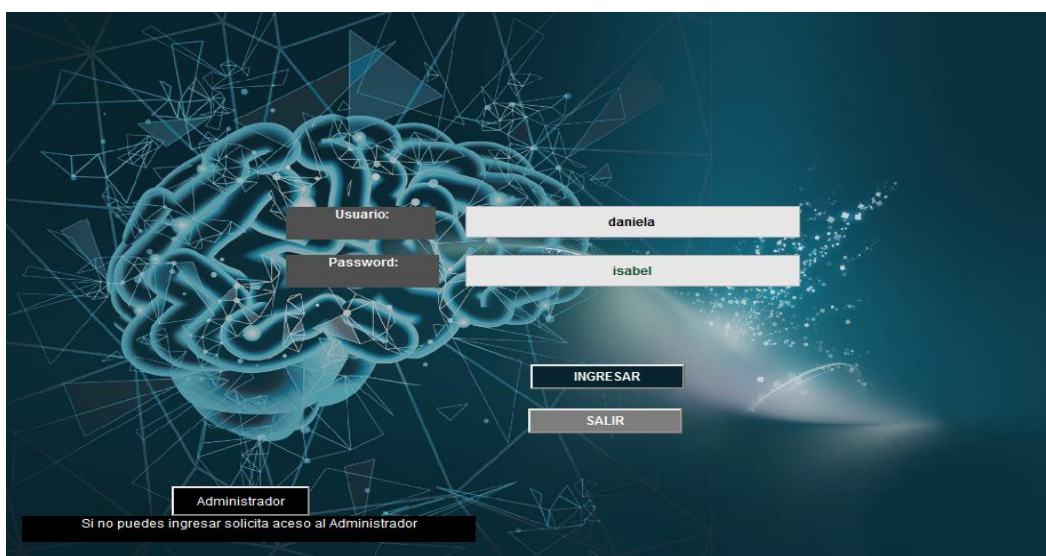 Usuario:
daniela
Password:
isabel
INGRESAR
SALIR
Administrador
Si no puedes ingresar solicita aceso al Administrador